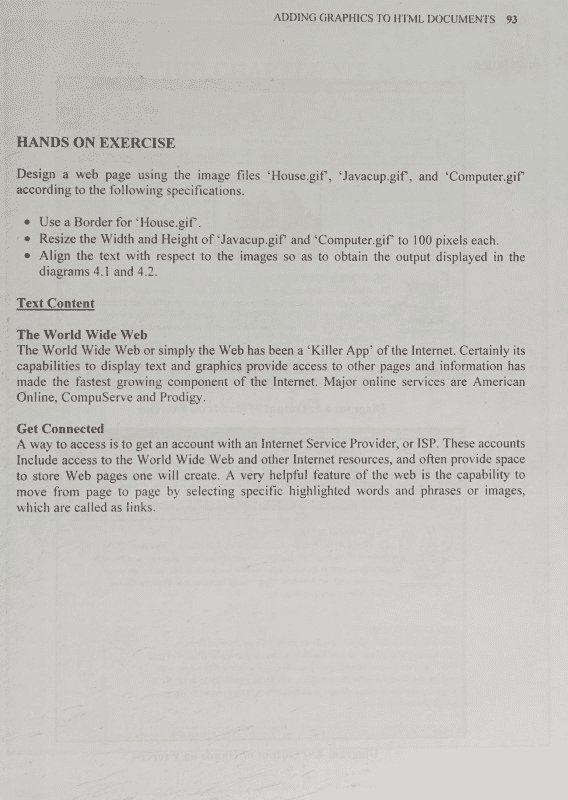 ADDING GRAPHICS TO HTML DOCUMENTS 93
HANDS ON EXERCISE
Design a web page using the image files ‘House.gif’, ‘Javacup.gif’, and ‘Computer.gif’
according to the following specifications.
• Use a Border for ‘House.gif’.
• Resize the Width and Height of ‘Javacup.gif’ and ‘Computer.gif’ to 100 pixels each.
• Align the text with respect to the images so as to obtain the output displayed in the
diagrams 4.1 and 4.2.
Text Content
The World Wide Web
The World Wide Web or simply the Web has been a ‘Killer App’ of the Internet. Certainly its
capabilities to display text and graphics provide access to other pages and information has
made the fastest growing component of the Internet. Major online services are American
Online, CompuServe and Prodigy.
Get Connected
A way to access is to get an account with an Internet Service Provider, or ISP. These accounts
Include access to the World Wide Web and other Internet resources, and often provide space
to store Web pages one will create. A very helpful feature of the web is the capability to
move from page to page by selecting specific highlighted words and phrases or images,
which are called as links.